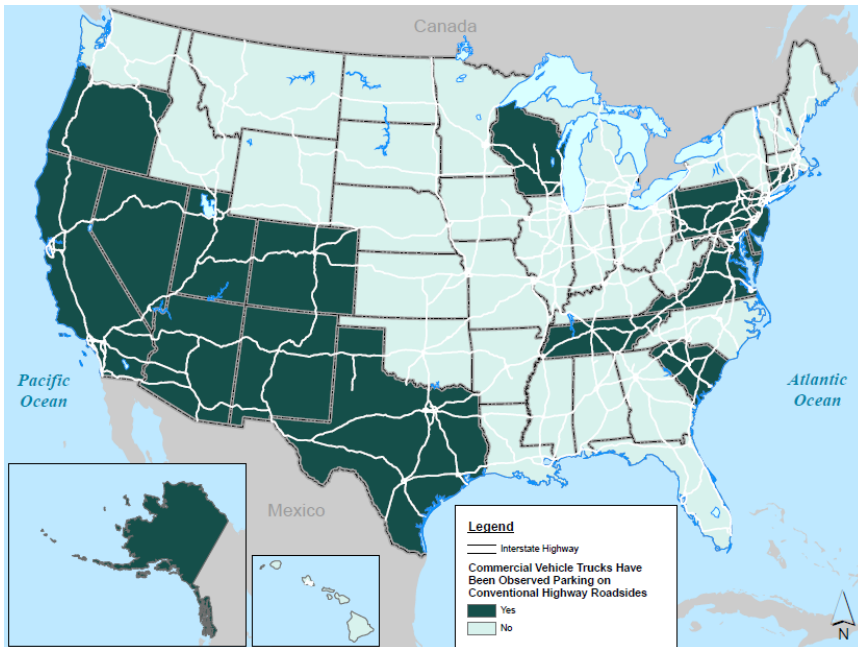 Canada
Pacific
Ocean
Atlantic
Ocean
Mexico
Legend
Interstate Highway
Commercial Vehicle Trucks Have
Been Observed Parking on
Conventional Highway Roadsides
Yes
No
N